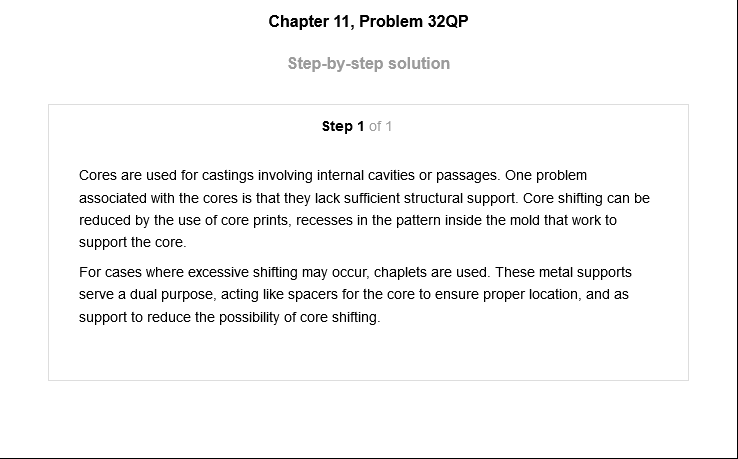 Chapter 11, Problem 32QP
Step-by-step solution
Step 1 of 1
Cores are used for castings involving internal cavities or passages. One problem
associated with the cores is that they lack sufficient structural support. Core shifting can be
reduced by the use of core prints, recesses in the pattern inside the mold that work to
support the core.
For cases where excessive shifting may occur, chaplets are used. These metal supports
serve a dual purpose, acting like spacers for the core to ensure proper location, and as
support to reduce the possibility of core shifting.